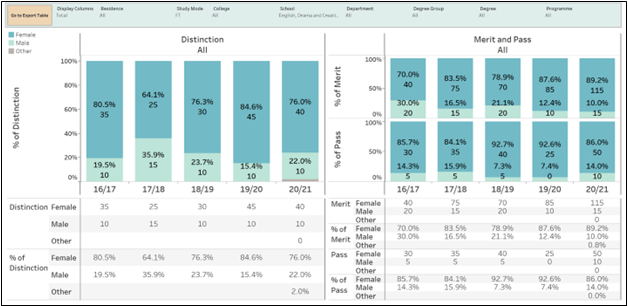 Go to Export Table
Display Columns Residence Study Mode College School Department Degree Group Degree Programme
Total All FT All English, Drama and Creati... All All All All
Female
Male
Other
Distinction
All
% of Distinction
100%
80%
60%
40%
20%
0%
80.5% 64.1% 76.3% 84.6% 76.0%
35 25 30 45 40
19.5% 35.9% 23.7% 15.4% 22.0%
10 15 10 10 10
16/17 17/18 18/19 19/20 20/21
Distinction Female 35 25 30 45 40
Male 10 15 10 10 10
Other 0
% of Distinction Female 80.5% 64.1% 76.3% 84.6% 76.0%
Male 19.5% 35.9% 23.7% 15.4% 22.0%
Other 2.0%
Merit and Pass
All
% of Merit
100%
50%
0%
70.0% 83.5% 78.9% 87.6% 89.2%
40 75 70 85 115
30.0% 16.5% 21.1% 12.4% 10.0%
20 15 20 10 15
% of Pass
100%
50%
0%
85.7% 84.1% 92.7% 92.6% 86.0%
30 35 40 25 50
14.3% 15.9% 7.3% 7.4% 14.0%
5 5 5 0 10
16/17 17/18 18/19 19/20 20/21
Merit Female 40 75 70 85 115
Male 20 15 20 10 15
Other 0
% of Merit Female 70.0% 83.5% 78.9% 87.6% 89.2%
Male 30.0% 16.5% 21.1% 12.4% 10.0%
Other 0.8%
Pass Female 30 35 40 25 50
Male 5 5 5 0 10
Other 0
% of Pass Female 85.7% 84.1% 92.7% 92.6% 86.0%
Male 14.3% 15.9% 7.3% 7.4% 14.0%
Other 0.0%